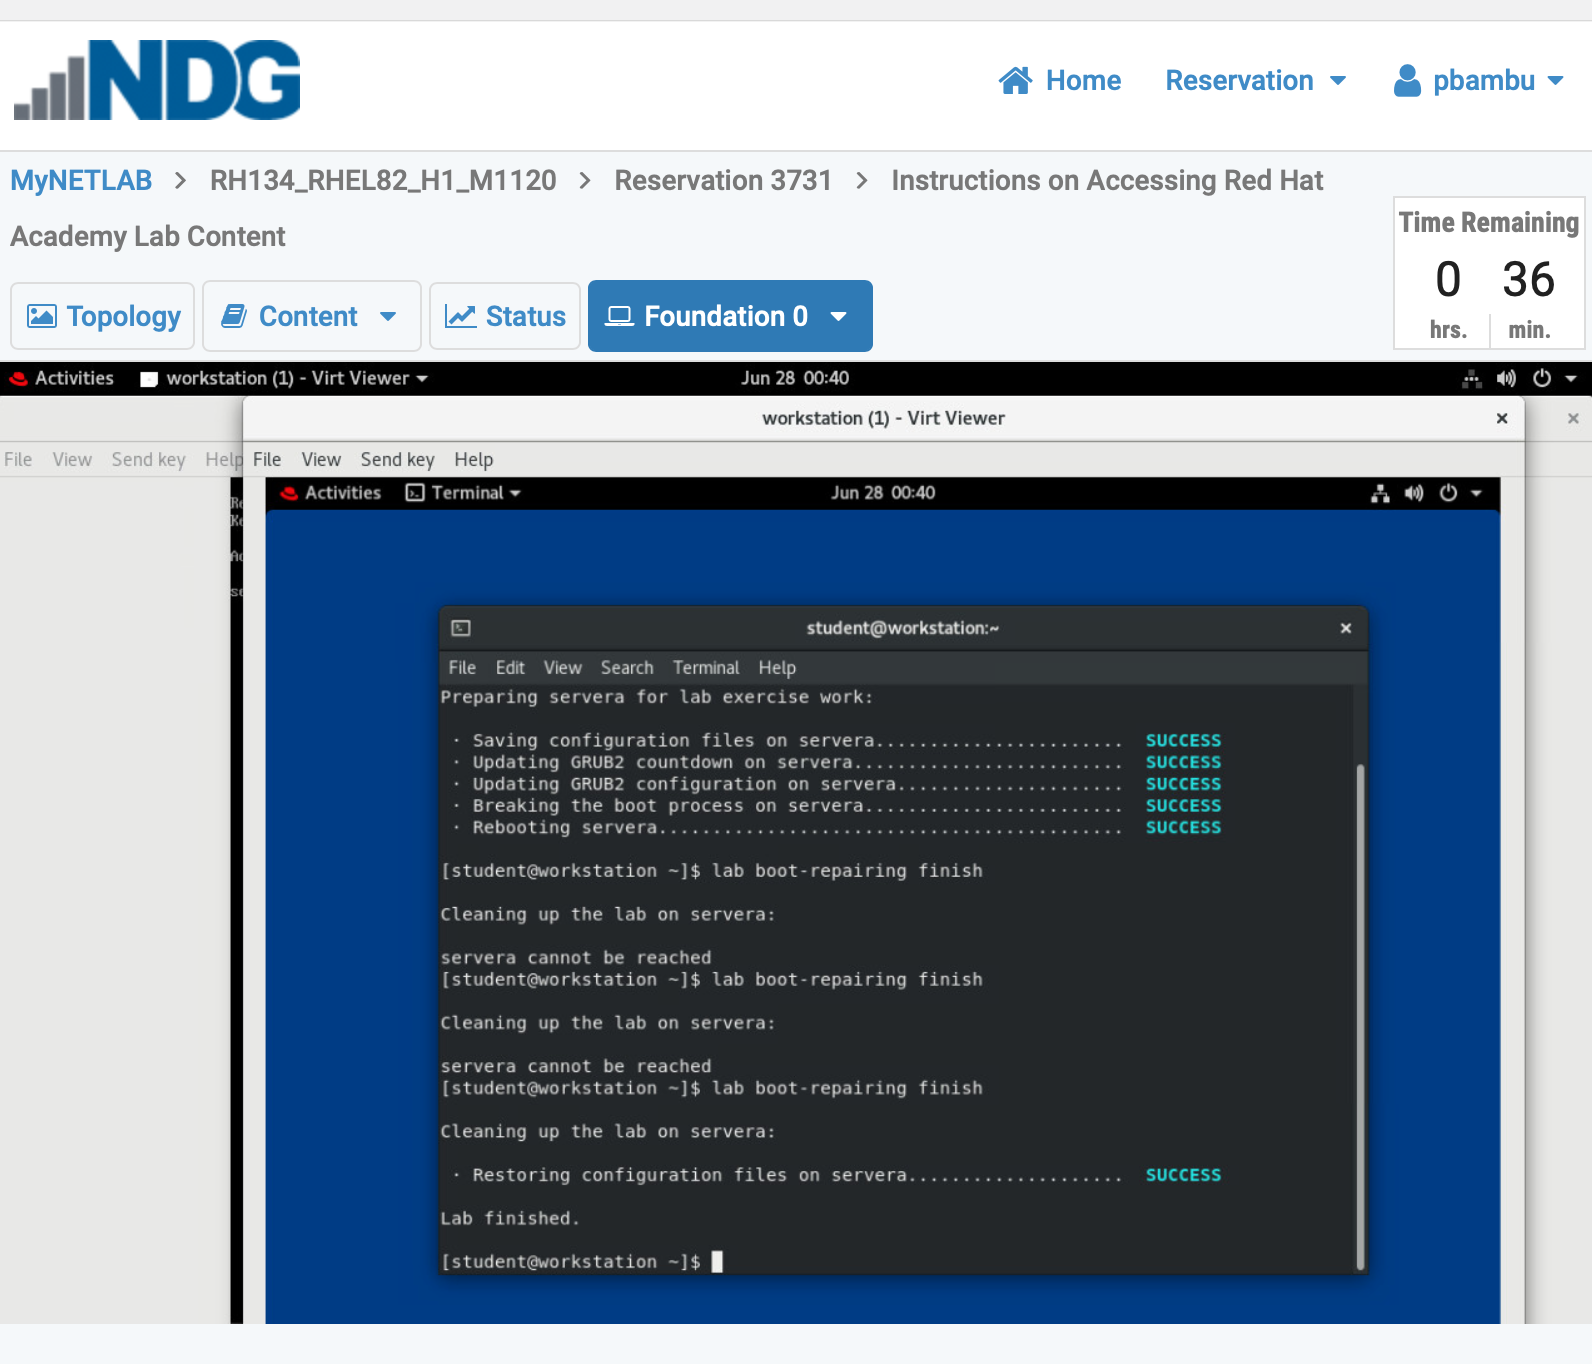 NDG
Home Reservation pbambu
MyNETLAB > RH134_RHEL82_H1_M1120 > Reservation 3731 > Instructions on Accessing Red Hat
Academy Lab Content
Time Remaining
0 36
hrs. min.
Topology Content Status Foundation 0
Activities workstation (1) - Virt Viewer Jun 28 00:40
workstation (1) - Virt Viewer
File View Send key Help
File View Send key Help
Activities Terminal Jun 28 00:40
student@workstation:~
File Edit View Search Terminal Help
Preparing servera for lab exercise work:
· Saving configuration files on servera....................... SUCCESS
· Updating GRUB2 countdown on servera......................... SUCCESS
· Updating GRUB2 configuration on servera..................... SUCCESS
· Breaking the boot process on servera........................ SUCCESS
· Rebooting servera........................................... SUCCESS
[student@workstation ~]$ lab boot-repairing finish
Cleaning up the lab on servera:
servera cannot be reached
[student@workstation ~]$ lab boot-repairing finish
Cleaning up the lab on servera:
servera cannot be reached
[student@workstation ~]$ lab boot-repairing finish
Cleaning up the lab on servera:
· Restoring configuration files on servera.................... SUCCESS
Lab finished.
[student@workstation ~]$